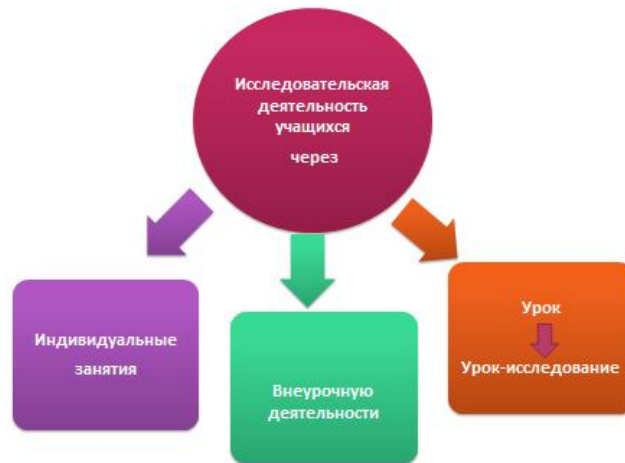 Исследовательская
деятельность
учащихся
через
Индивидуальные
занятия
Внеурочную
деятельности
Урок
Урок-исследование